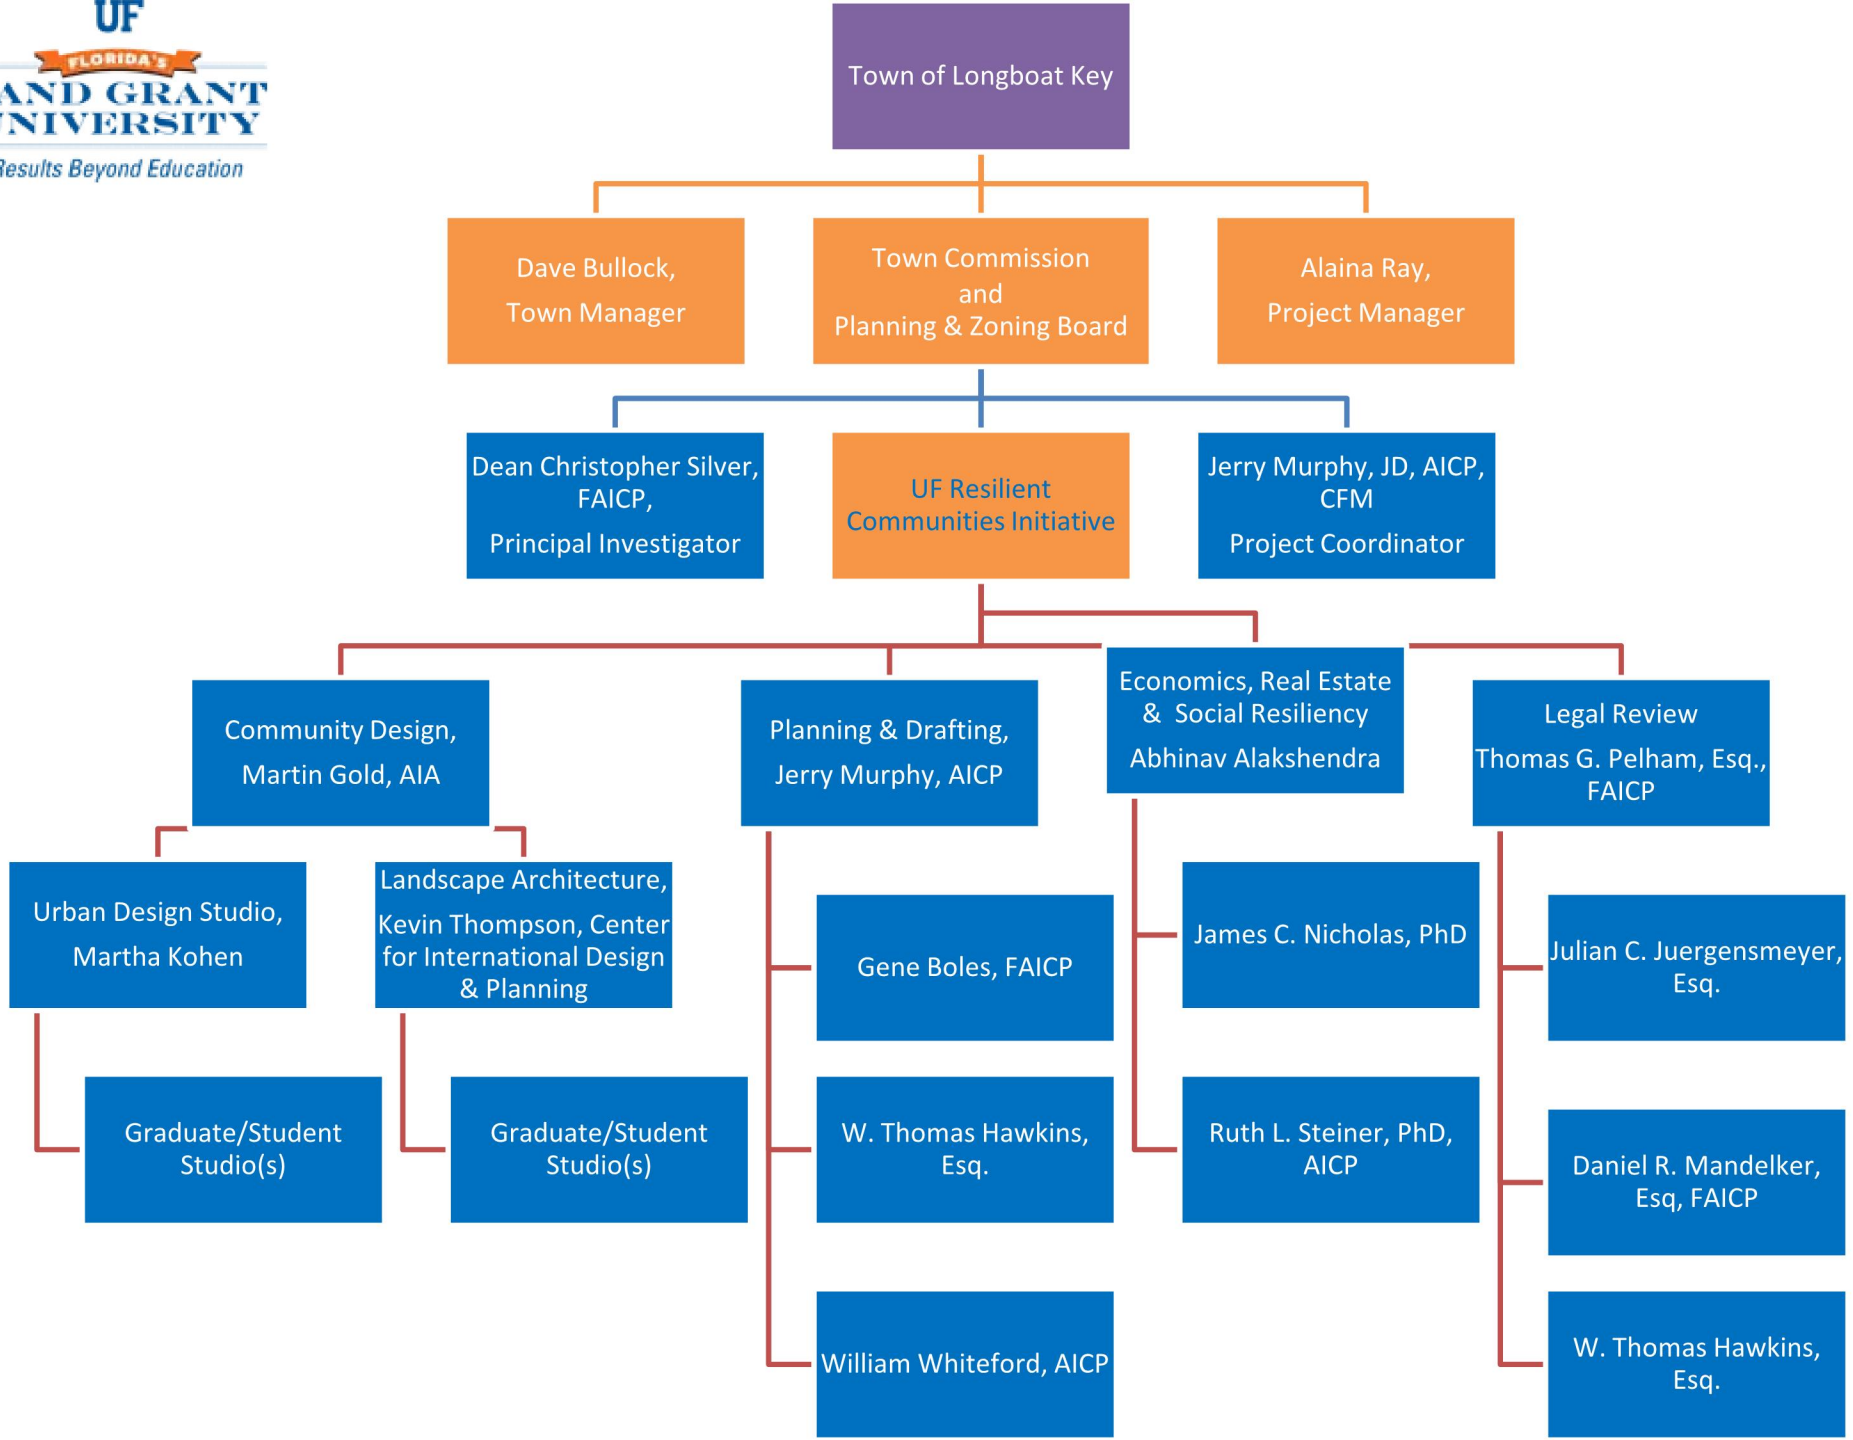 UF
FLORIDA'S
AND GRANT
UNIVERSITY
Results Beyond Education
Town of Longboat Key
Dave Bullock,
Town Manager
Town Commission
and
Planning & Zoning Board
Alaina Ray,
Project Manager
Dean Christopher Silver,
FAICP,
Principal Investigator
UF Resilient
Communities Initiative
Jerry Murphy, JD, AICP,
CFM
Project Coordinator
Community Design,
Martin Gold, AIA
Planning & Drafting,
Jerry Murphy, AICP
Economics, Real Estate
& Social Resiliency
Abhinav Alakshendra
Legal Review
Thomas G. Pelham, Esq.,
FAICP
Urban Design Studio,
Martha Kohen
Landscape Architecture,
Kevin Thompson, Center
for International Design
& Planning
Gene Boles, FAICP
James C. Nicholas, PhD
Julian C. Juergensmeyer,
Esq.
Graduate/Student
Studio(s)
Graduate/Student
Studio(s)
W. Thomas Hawkins,
Esq.
Ruth L. Steiner, PhD,
AICP
Daniel R. Mandelker,
Esq, FAICP
William Whiteford, AICP
W. Thomas Hawkins,
Esq.